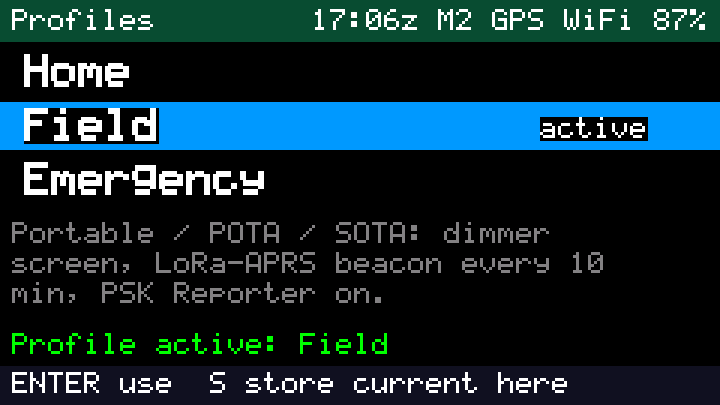 Profiles 17:06z M2 GPS WiFi 87%
Home
Field active
Emergency
Portable / POTA / SOTA: dimmer
screen, LoRa-APRS beacon every 10
min, PSK Reporter on.
Profile active: Field
ENTER use  S store current here